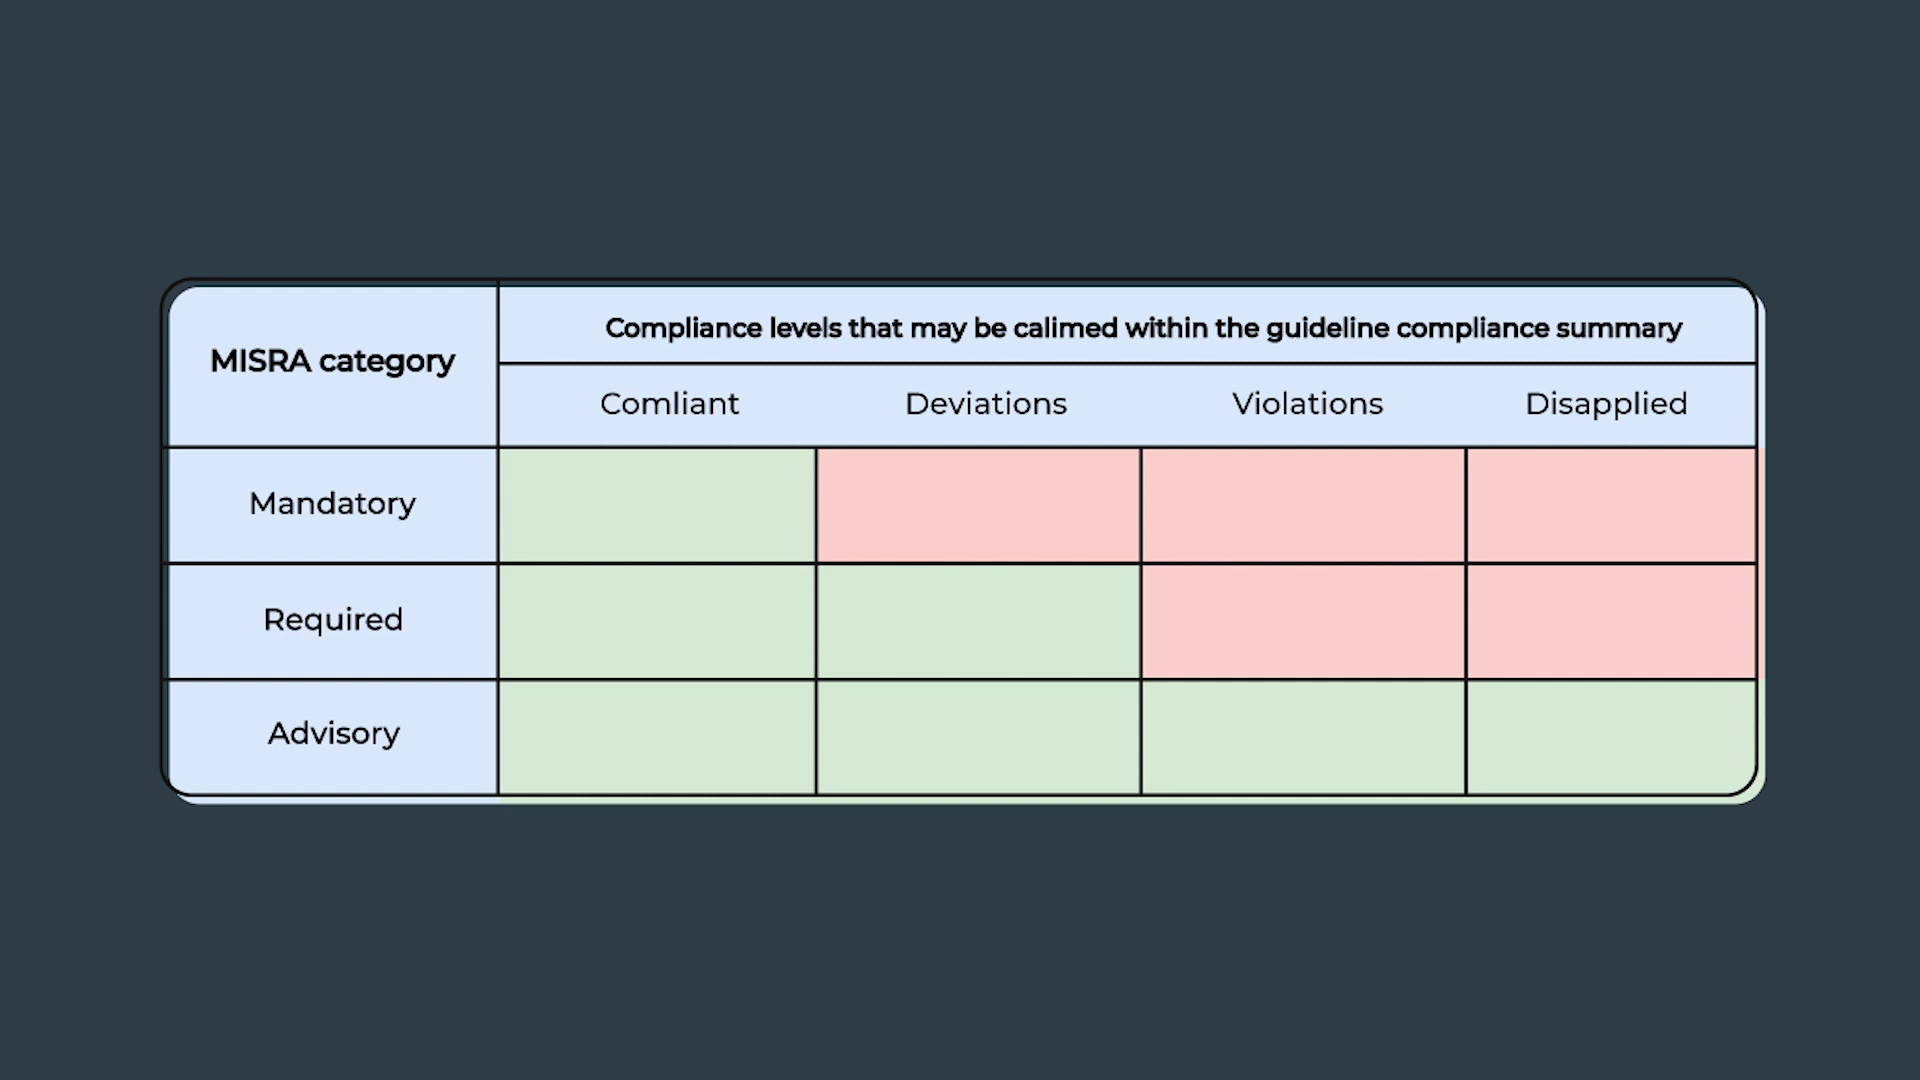 MISRA category
Compliance levels that may be calimed within the guideline compliance summary
Comliant
Deviations
Violations
Disapplied
Mandatory
Required
Advisory